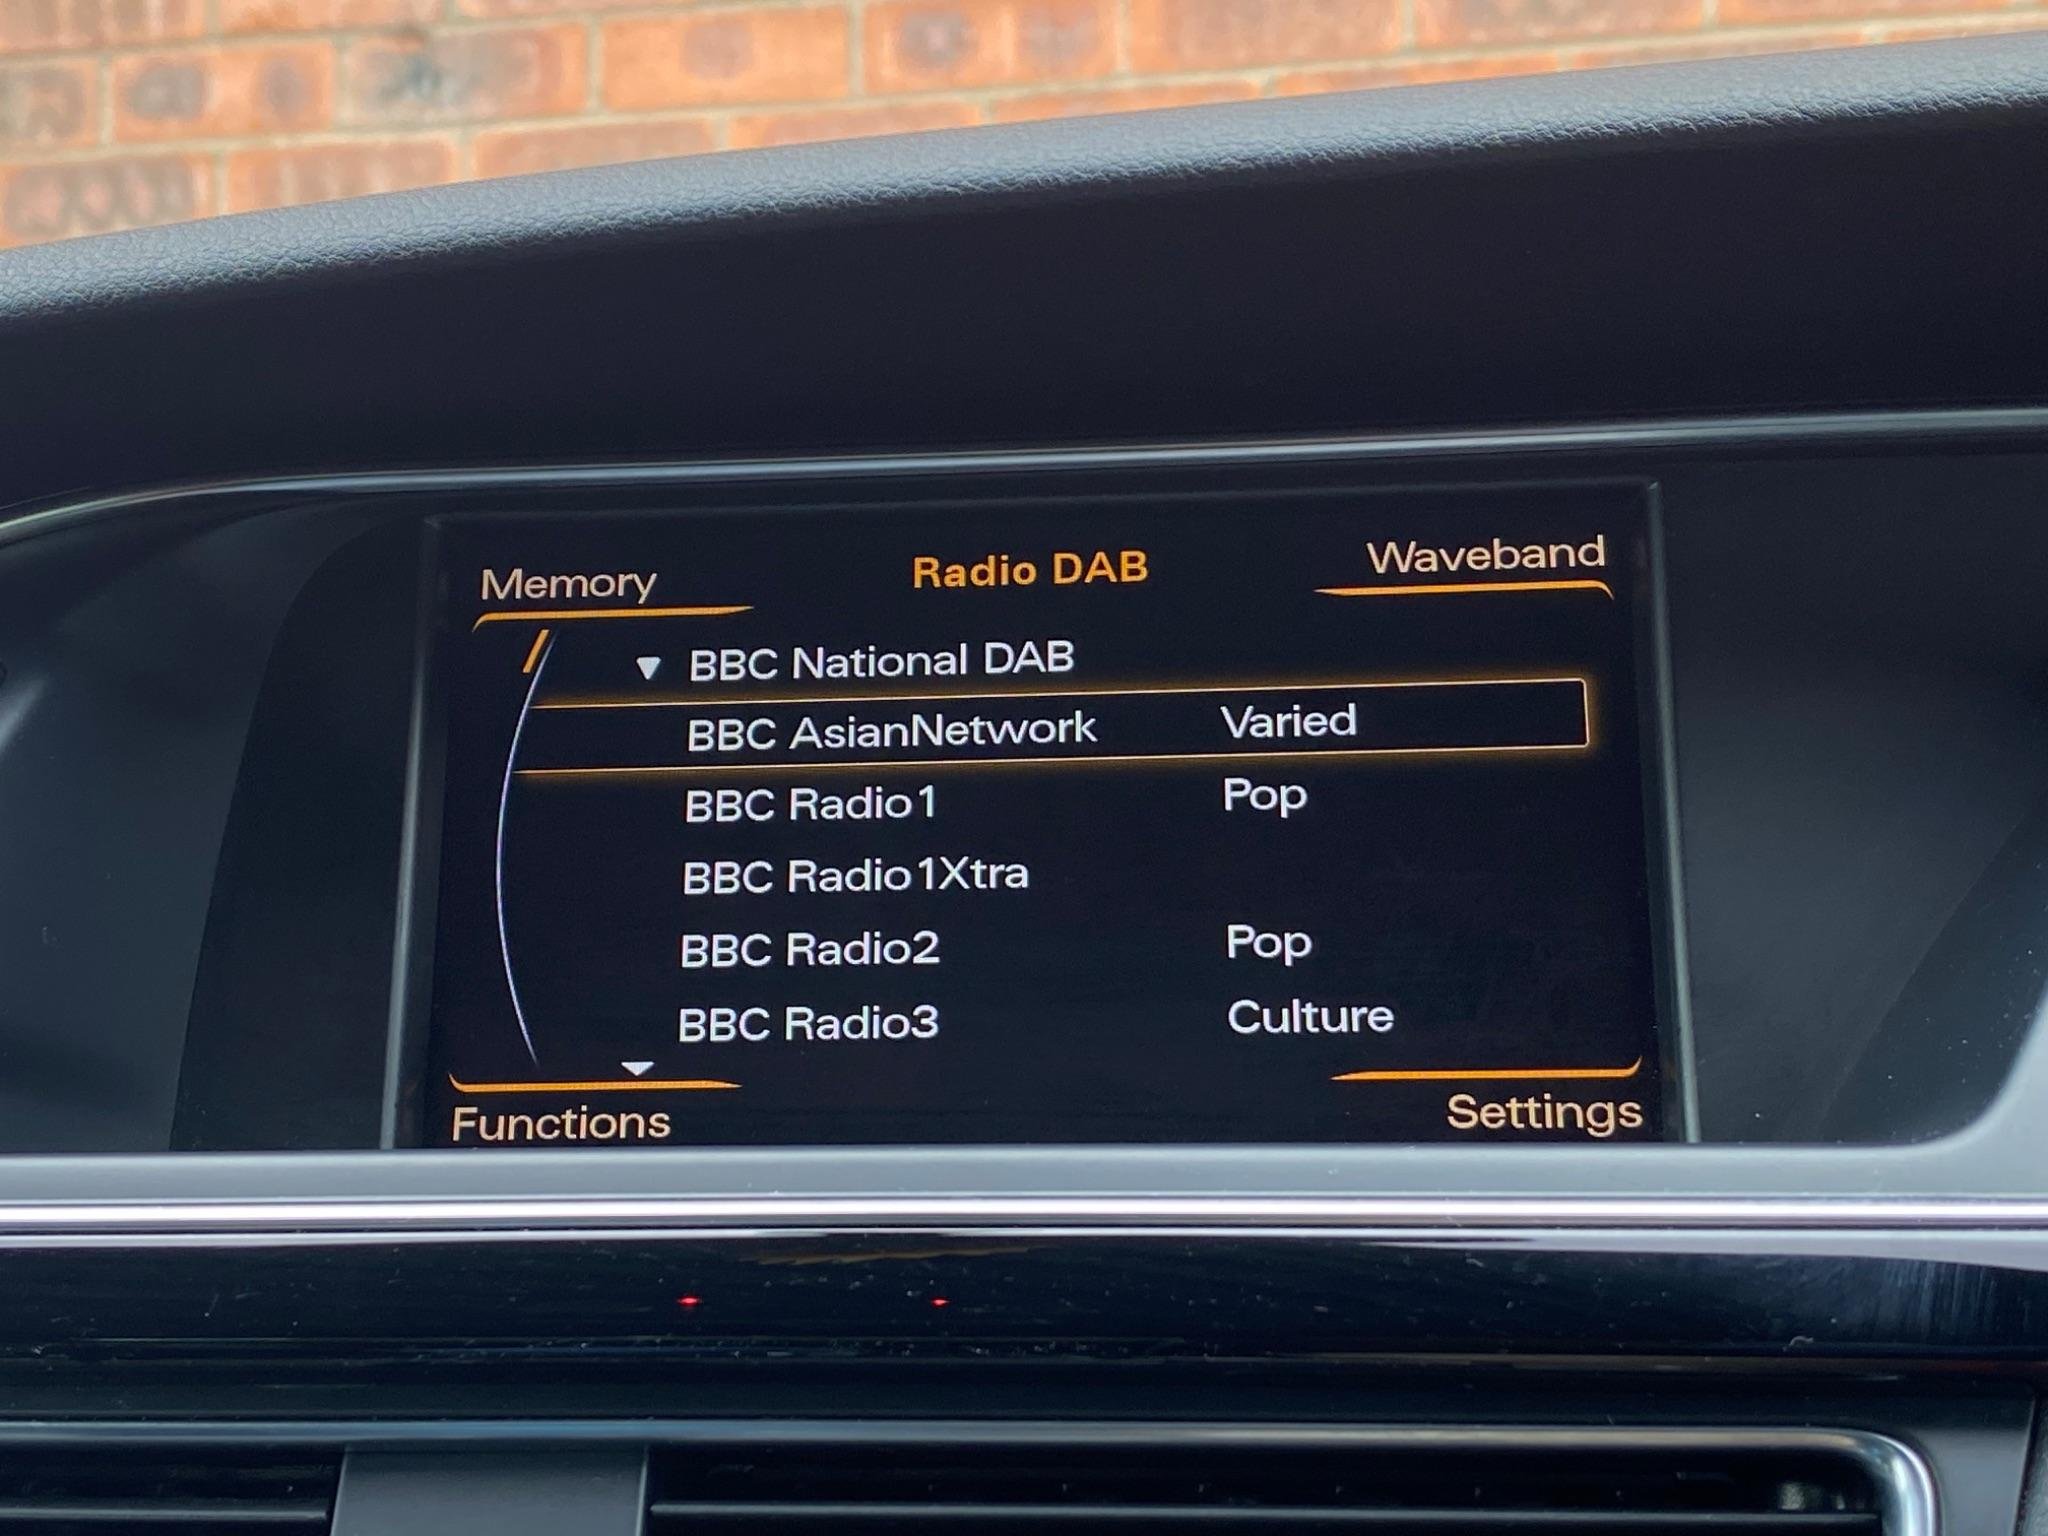 Memory Radio DAB Waveband
BBC National DAB
BBC AsianNetwork Varied
BBC Radio1 Pop
BBC Radio1Xtra
BBC Radio2 Pop
BBC Radio3 Culture
Functions Settings